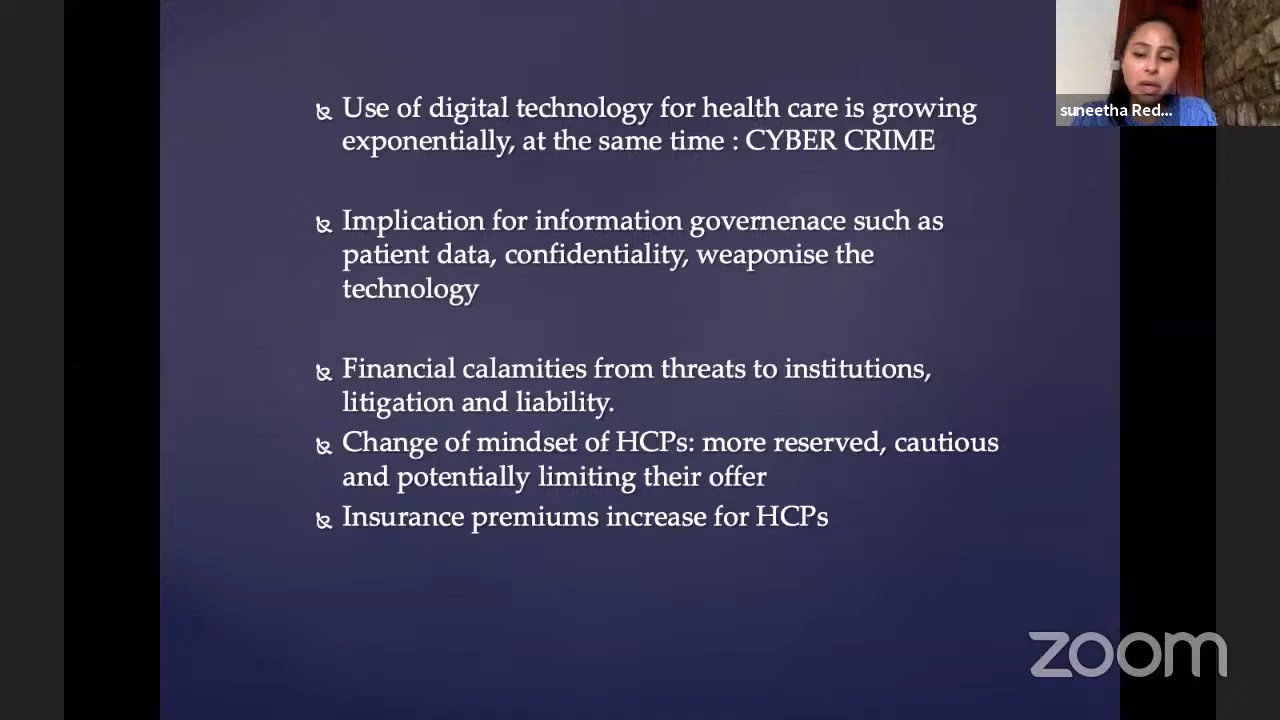 Use of digital technology for health care is growing
exponentially, at the same time : CYBER CRIME
Implication for information governenace such as
patient data, confidentiality, weaponise the
technology
Financial calamities from threats to institutions,
litigation and liability.
Change of mindset of HCPs: more reserved, cautious
and potentially limiting their offer
Insurance premiums increase for HCPs
suneetha Red...
zoom